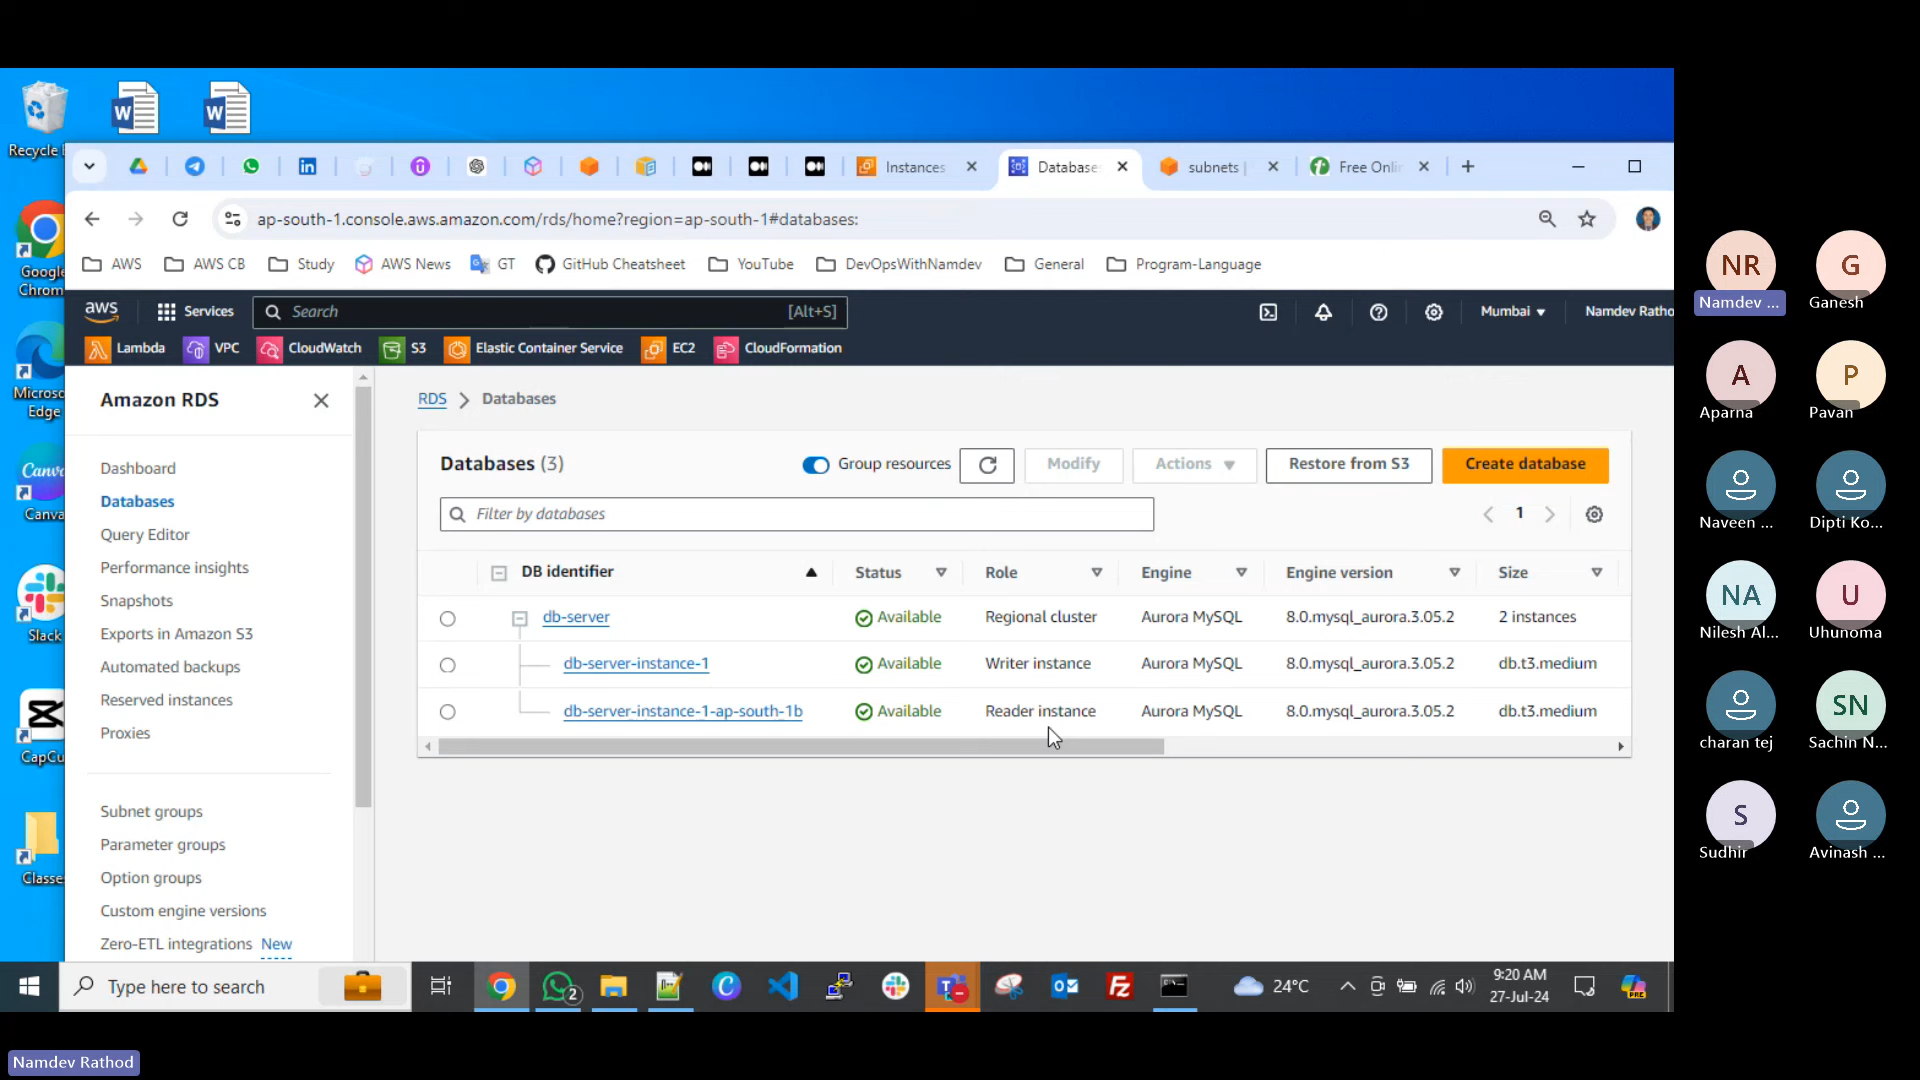 Recycle
Instances
Databases
subnets |
Free Onli
ap-south-1.console.aws.amazon.com/rds/home?region=ap-south-1#databases:
AWS
AWS CB
Study
AWS News
GT
GitHub Cheatsheet
YouTube
DevOpsWithNamdev
General
Program-Language
aws
Services
Search
[Alt+S]
Mumbai
Namdev Ratho
Lambda
VPC
CloudWatch
S3
Elastic Container Service
EC2
CloudFormation
Google
Chrom
Microso
Edge
Canva
Slack
CapCu
Classe
Amazon RDS
Dashboard
Databases
Query Editor
Performance insights
Snapshots
Exports in Amazon S3
Automated backups
Reserved instances
Proxies
Subnet groups
Parameter groups
Option groups
Custom engine versions
Zero-ETL integrations New
RDS > Databases
Databases (3)
Group resources
Modify
Actions
Restore from S3
Create database
Filter by databases
1
DB identifier Status Role Engine Engine version Size
db-server Available Regional cluster Aurora MySQL 8.0.mysql_aurora.3.05.2 2 instances
db-server-instance-1 Available Writer instance Aurora MySQL 8.0.mysql_aurora.3.05.2 db.t3.medium
db-server-instance-1-ap-south-1b Available Reader instance Aurora MySQL 8.0.mysql_aurora.3.05.2 db.t3.medium
Type here to search
2
24°C
9:20 AM
27-Jul-24
PRE
NR
Namdev ...
G
Ganesh
A
Aparna
P
Pavan
Naveen ...
Dipti Ko...
NA
Nilesh Al...
U
Uhunoma
charan tej
SN
Sachin N...
S
Sudhir
Avinash ...
Namdev Rathod